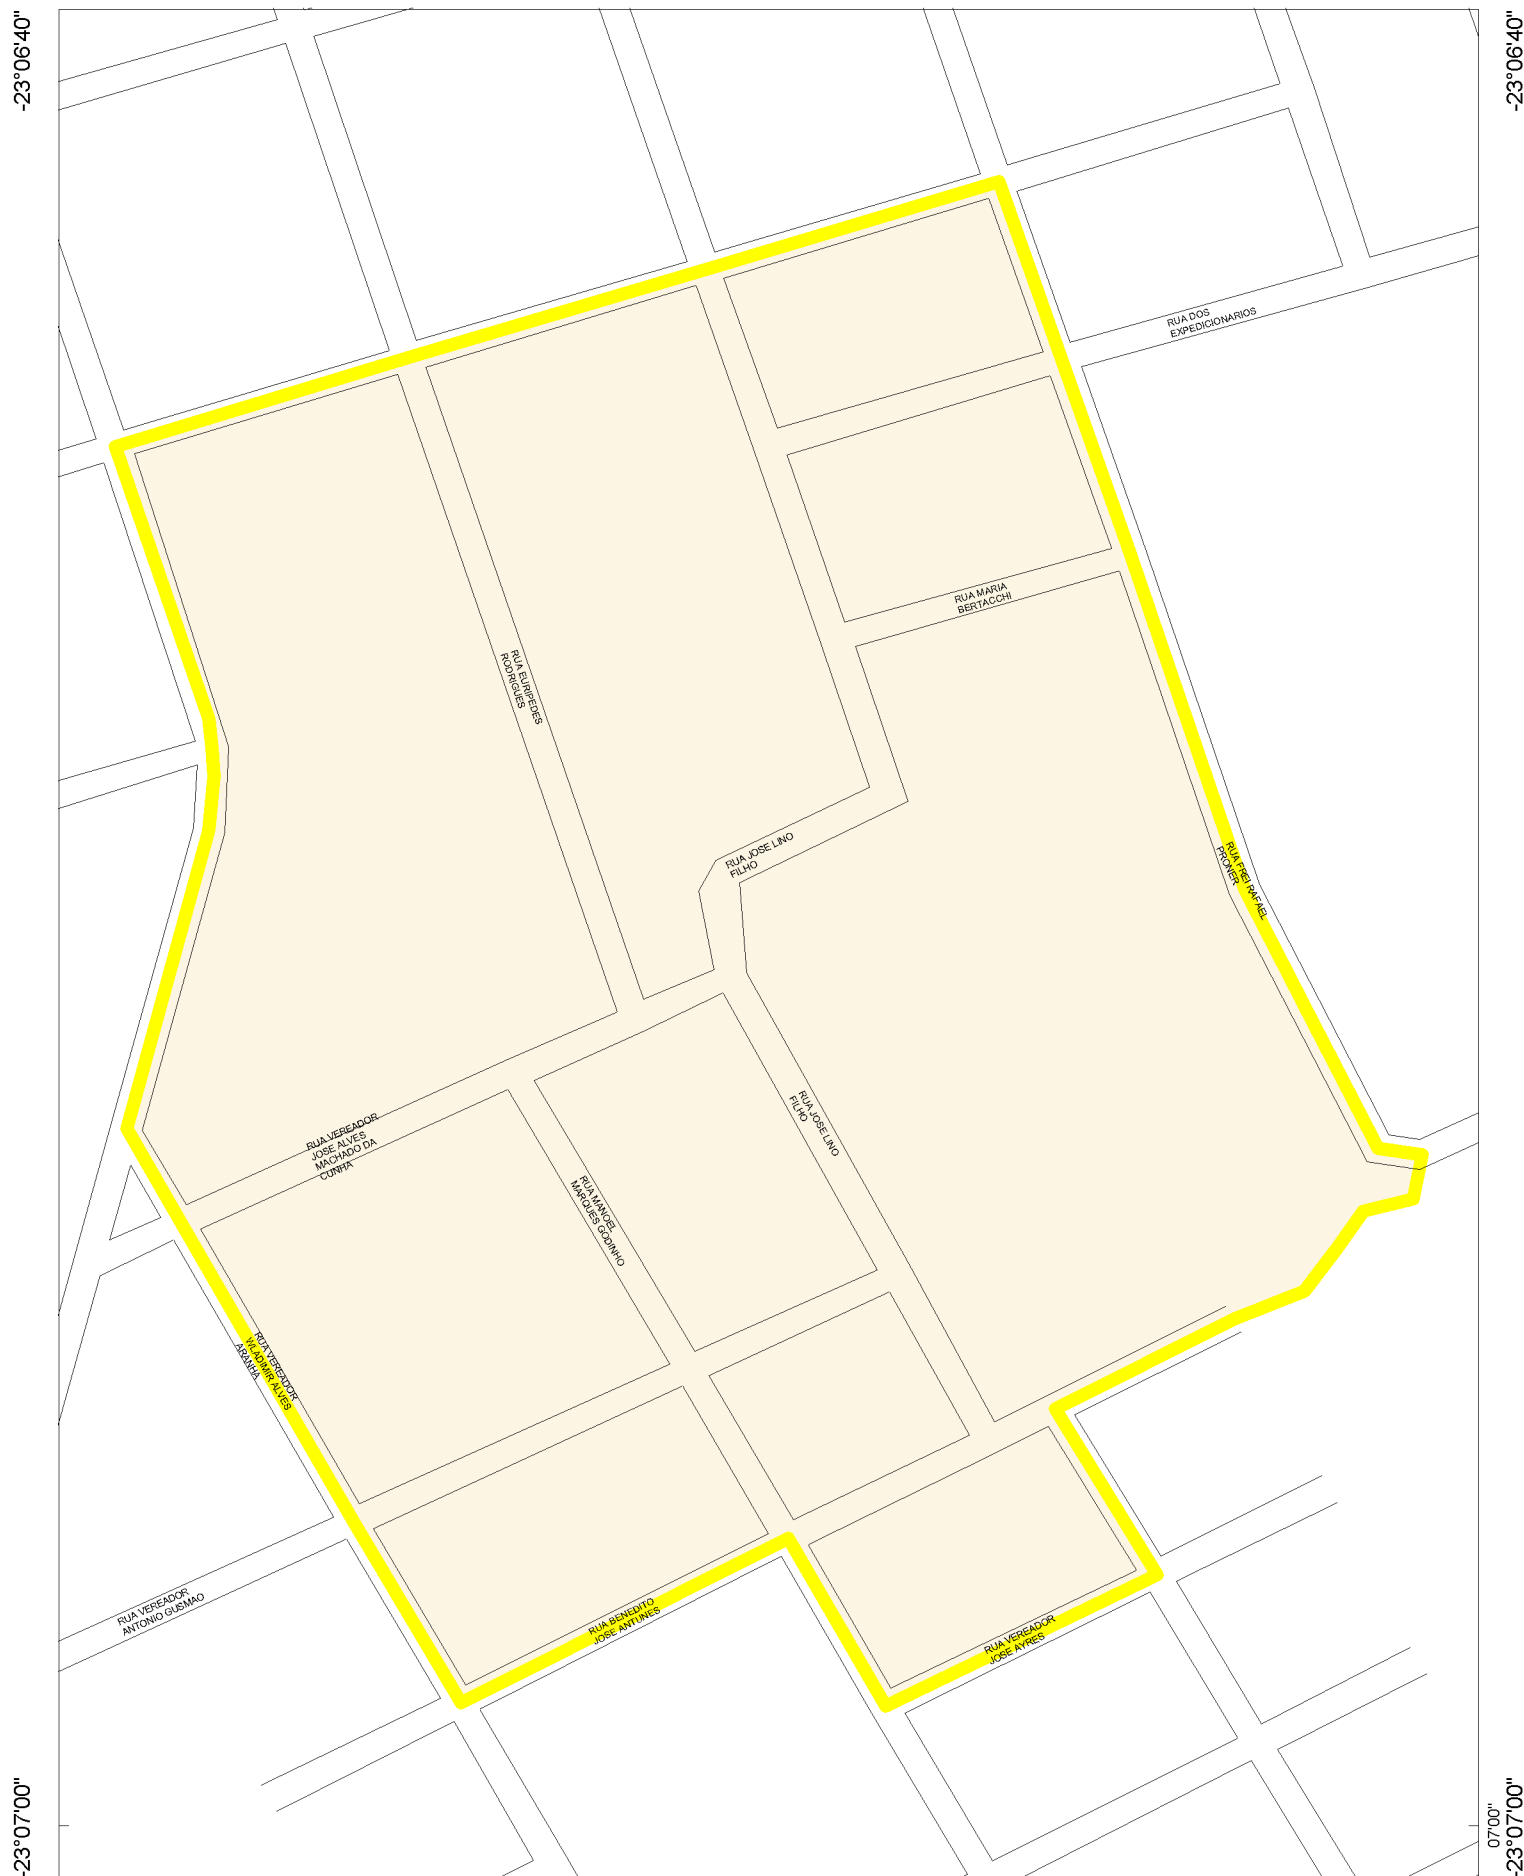 -23°06'40"
-23°06'40"
RUA DOS
EXPEDICIONARIOS
RUA MARIA
BERTACCHI
RUA EURIPEDES
RODRIGUES
RUA JOSE LINO
FILHO
RUA FREI RAFAEL
PRONER
RUA VEREADOR
JOSE ALVES
MACHADO DA
CUNHA
RUA JOSE LINO
FILHO
RUA MANOEL
MARQUES GODINHO
RUA VEREADOR
WLADIMIR ALVES
ARANHA
RUA VEREADOR
ANTONIO GUSMAO
RUA BENEDITO
JOSE ANTUNES
RUA VEREADOR
JOSE AYRES
-23°07'00"
07'00"
-23°07'00"